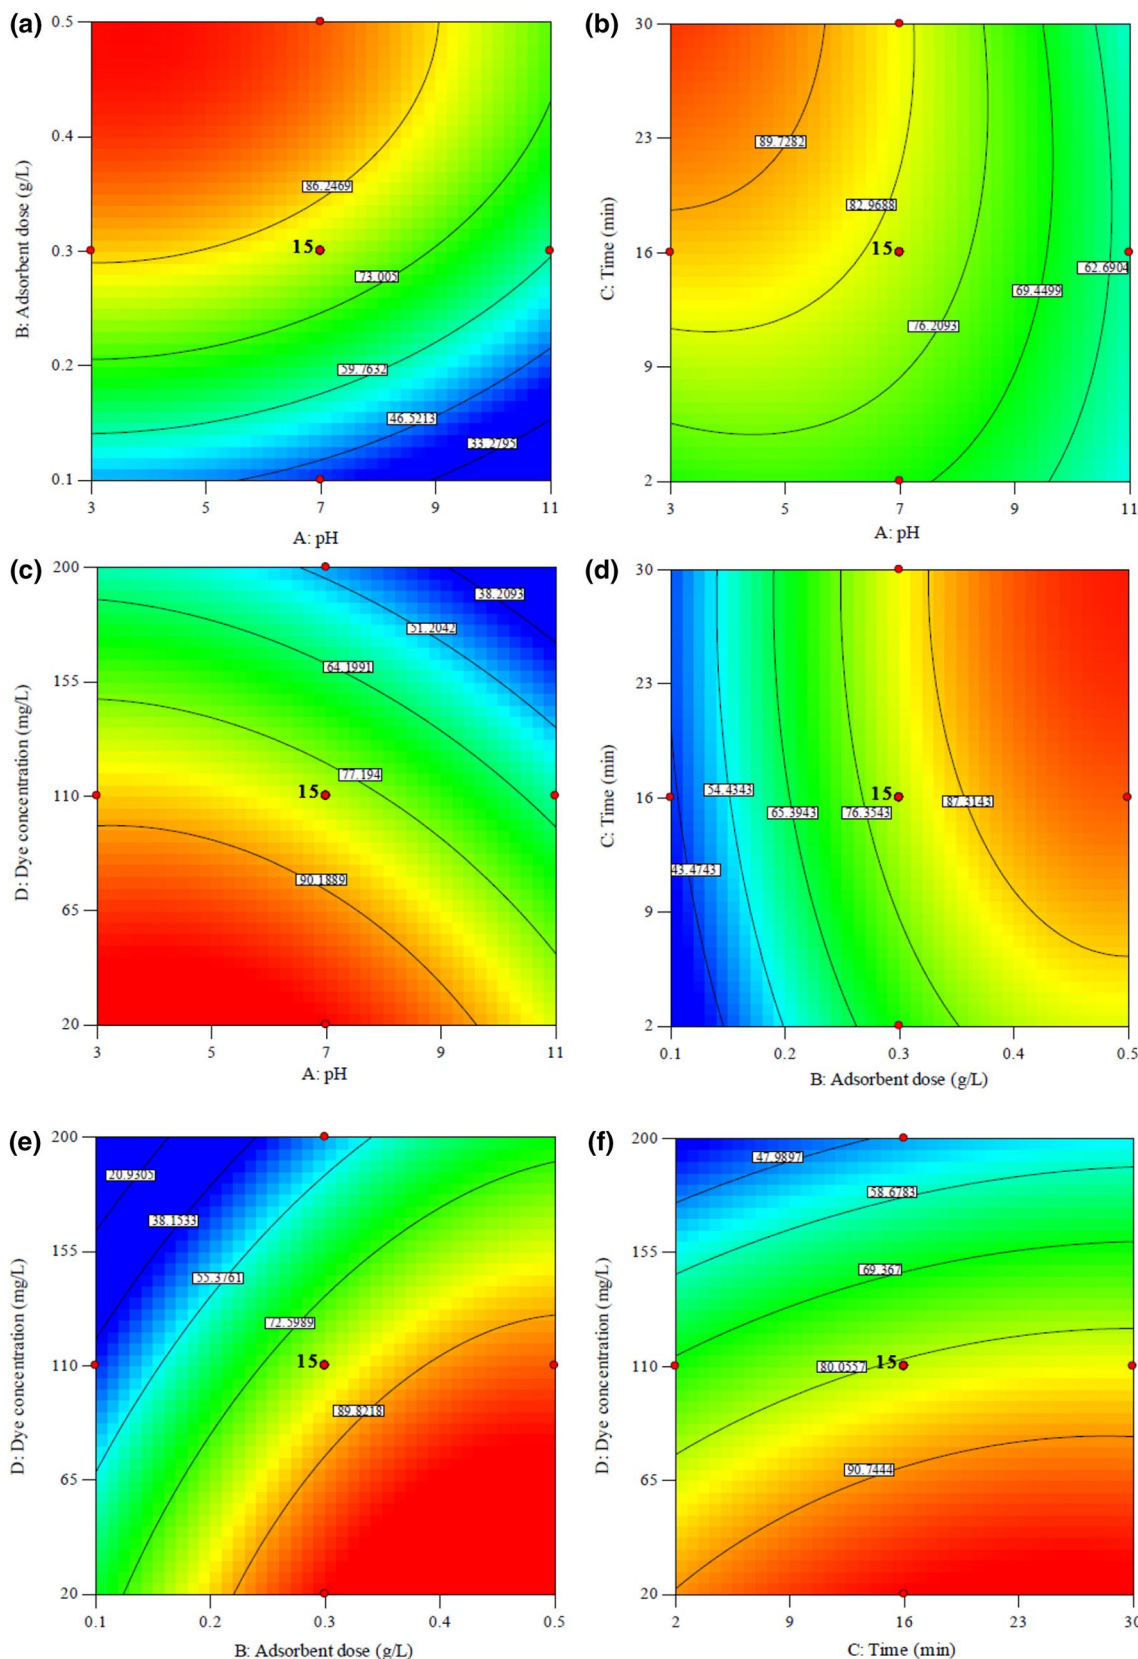 (a)
0.5
0.4
0.3
0.2
0.1
B: Adsorbent dose (g/L)
86.2469
15
73.005
59.7632
46.5213
33.2795
3 5 7 9 11
A: pH
(b)
30
23
16
9
2
C: Time (min)
89.7282
82.9688
15
62.6904
69.4499
76.2093
3 5 7 9 11
A: pH
(c)
200
155
110
65
20
D: Dye concentration (mg/L)
38.2093
51.2042
64.1991
77.194
15
90.1889
3 5 7 9 11
A: pH
(d)
30
23
16
9
2
C: Time (min)
54.4343
15
65.3943
76.3543
87.3143
43.4743
0.1 0.2 0.3 0.4 0.5
B: Adsorbent dose (g/L)
(e)
200
155
110
65
20
D: Dye concentration (mg/L)
20.9305
38.1533
55.3761
72.5989
15
89.8218
0.1 0.2 0.3 0.4 0.5
B: Adsorbent dose (g/L)
(f)
200
155
110
65
20
D: Dye concentration (mg/L)
47.9897
58.6783
69.367
80.0557
15
90.7444
2 9 16 23 30
C: Time (min)